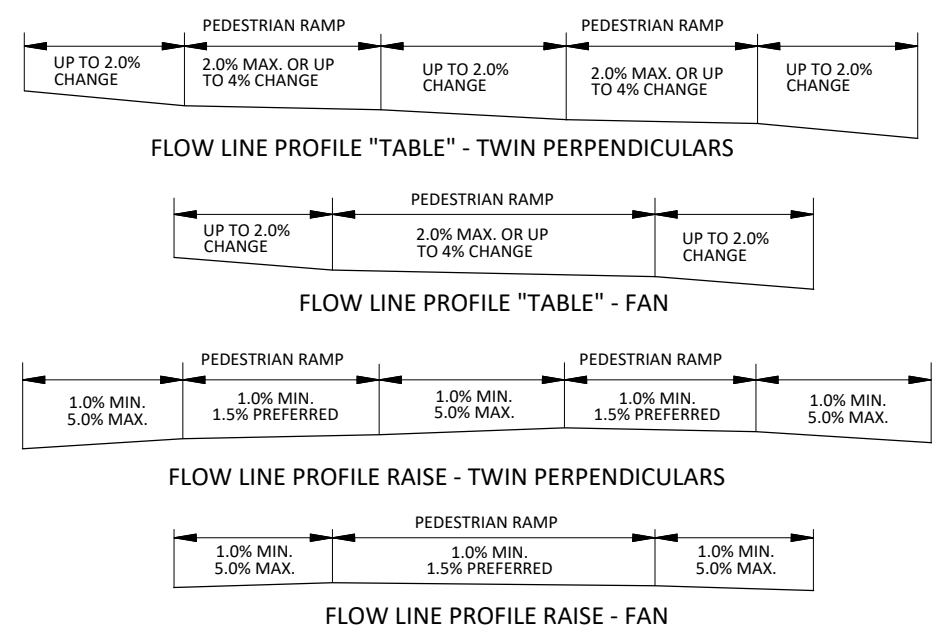 PEDESTRIAN RAMP
PEDESTRIAN RAMP
UP TO 2.0%
CHANGE
2.0% MAX. OR UP
TO 4% CHANGE
UP TO 2.0%
CHANGE
2.0% MAX. OR UP
TO 4% CHANGE
UP TO 2.0%
CHANGE
FLOW LINE PROFILE "TABLE" - TWIN PERPENDICULARS
PEDESTRIAN RAMP
UP TO 2.0%
CHANGE
2.0% MAX. OR UP
TO 4% CHANGE
UP TO 2.0%
CHANGE
FLOW LINE PROFILE "TABLE" - FAN
PEDESTRIAN RAMP
PEDESTRIAN RAMP
1.0% MIN.
5.0% MAX.
1.0% MIN.
1.5% PREFERRED
1.0% MIN.
5.0% MAX.
1.0% MIN.
1.5% PREFERRED
1.0% MIN.
5.0% MAX.
FLOW LINE PROFILE RAISE - TWIN PERPENDICULARS
PEDESTRIAN RAMP
1.0% MIN.
5.0% MAX.
1.0% MIN.
1.5% PREFERRED
1.0% MIN.
5.0% MAX.
FLOW LINE PROFILE RAISE - FAN